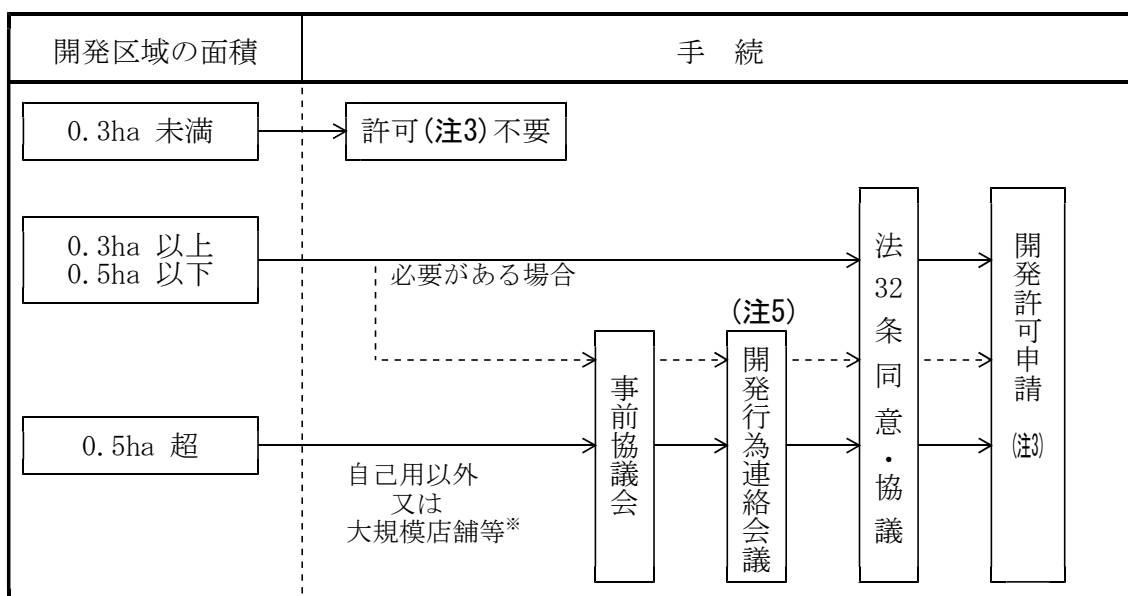 開発区域の面積
手 続
0.3ha 未満
許可(注3)不要
0.3ha 以上
0.5ha 以下
必要がある場合
(注5)
0.5ha 超
自己用以外
又は
大規模店舗等※
事前協議会
開発行為連絡会議
法32条同意・協議
開発許可申請(注3)